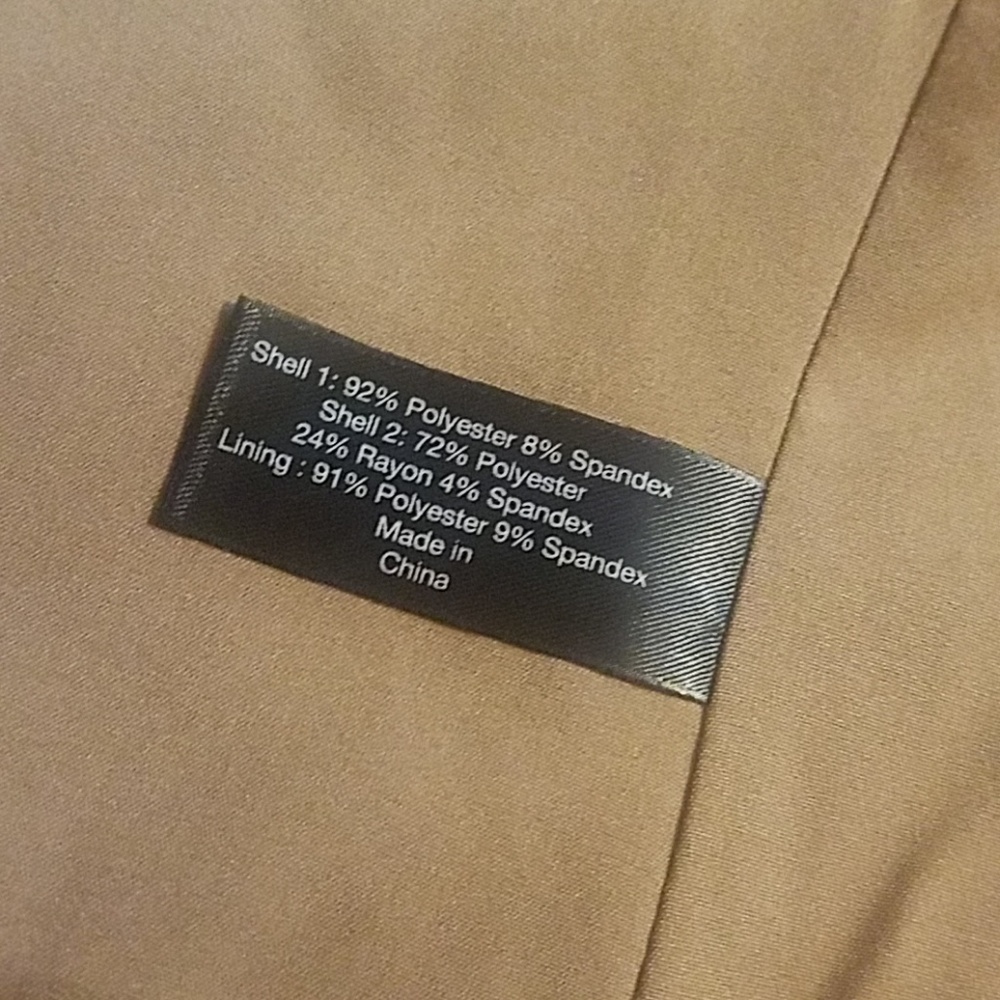 Shell 1: 92% Polyester 8% Spandex
Shell 2: 72% Polyester
24% Rayon 4% Spandex
Lining : 91% Polyester 9% Spandex
Made in
China